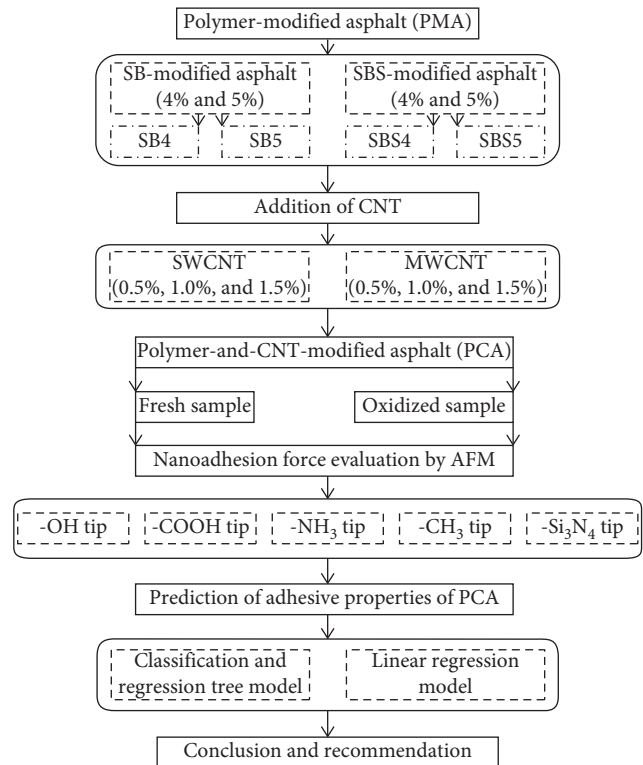 Polymer-modified asphalt (PMA)
SB-modified asphalt
(4% and 5%)
SBS-modified asphalt
(4% and 5%)
SB4
SB5
SBS4
SBS5
Addition of CNT
SWCNT
(0.5%, 1.0%, and 1.5%)
MWCNT
(0.5%, 1.0%, and 1.5%)
Polymer-and-CNT-modified asphalt (PCA)
Fresh sample
Oxidized sample
Nanoadhesion force evaluation by AFM
-OH tip
-COOH tip
-NH₃ tip
-CH₃ tip
-Si₃N₄ tip
Prediction of adhesive properties of PCA
Classification and
regression tree model
Linear regression
model
Conclusion and recommendation